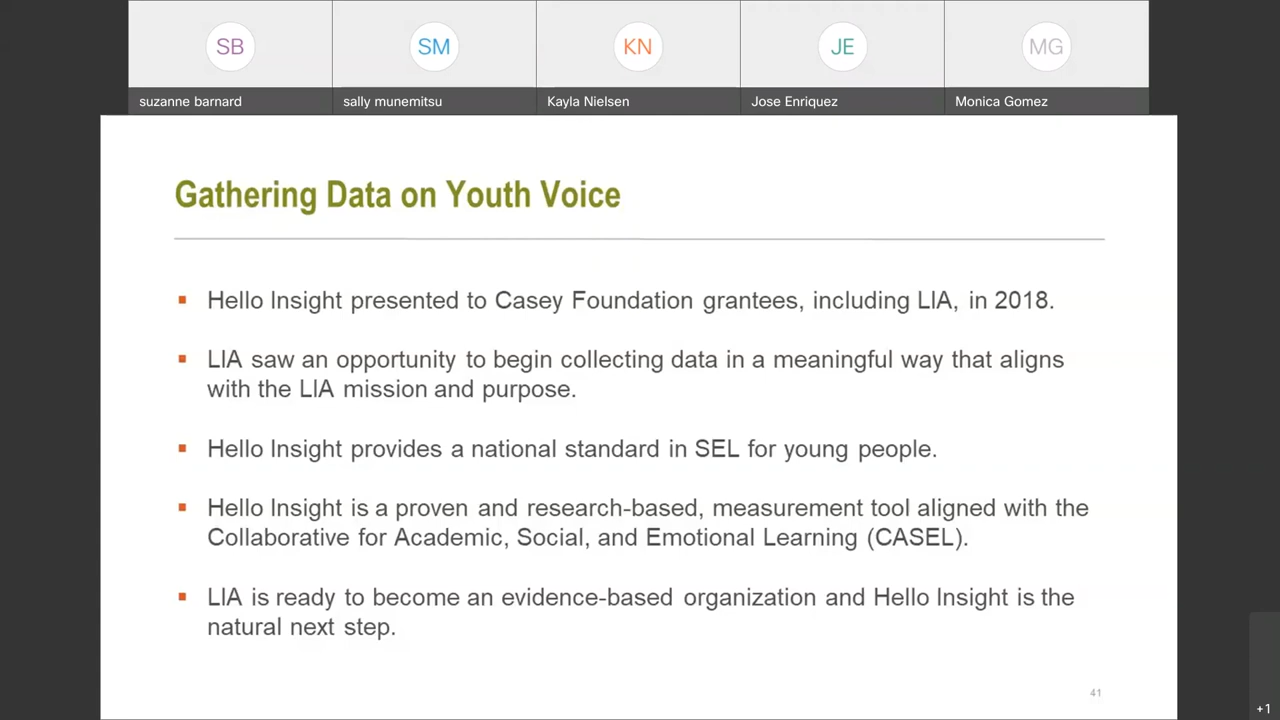 SB
SM
KN
JE
MG
suzanne barnard
sally munemitsu
Kayla Nielsen
Jose Enriquez
Monica Gomez
Gathering Data on Youth Voice
Hello Insight presented to Casey Foundation grantees, including LIA, in 2018.
LIA saw an opportunity to begin collecting data in a meaningful way that aligns
with the LIA mission and purpose.
Hello Insight provides a national standard in SEL for young people.
Hello Insight is a proven and research-based, measurement tool aligned with the
Collaborative for Academic, Social, and Emotional Learning (CASEL).
LIA is ready to become an evidence-based organization and Hello Insight is the
natural next step.
41
+1